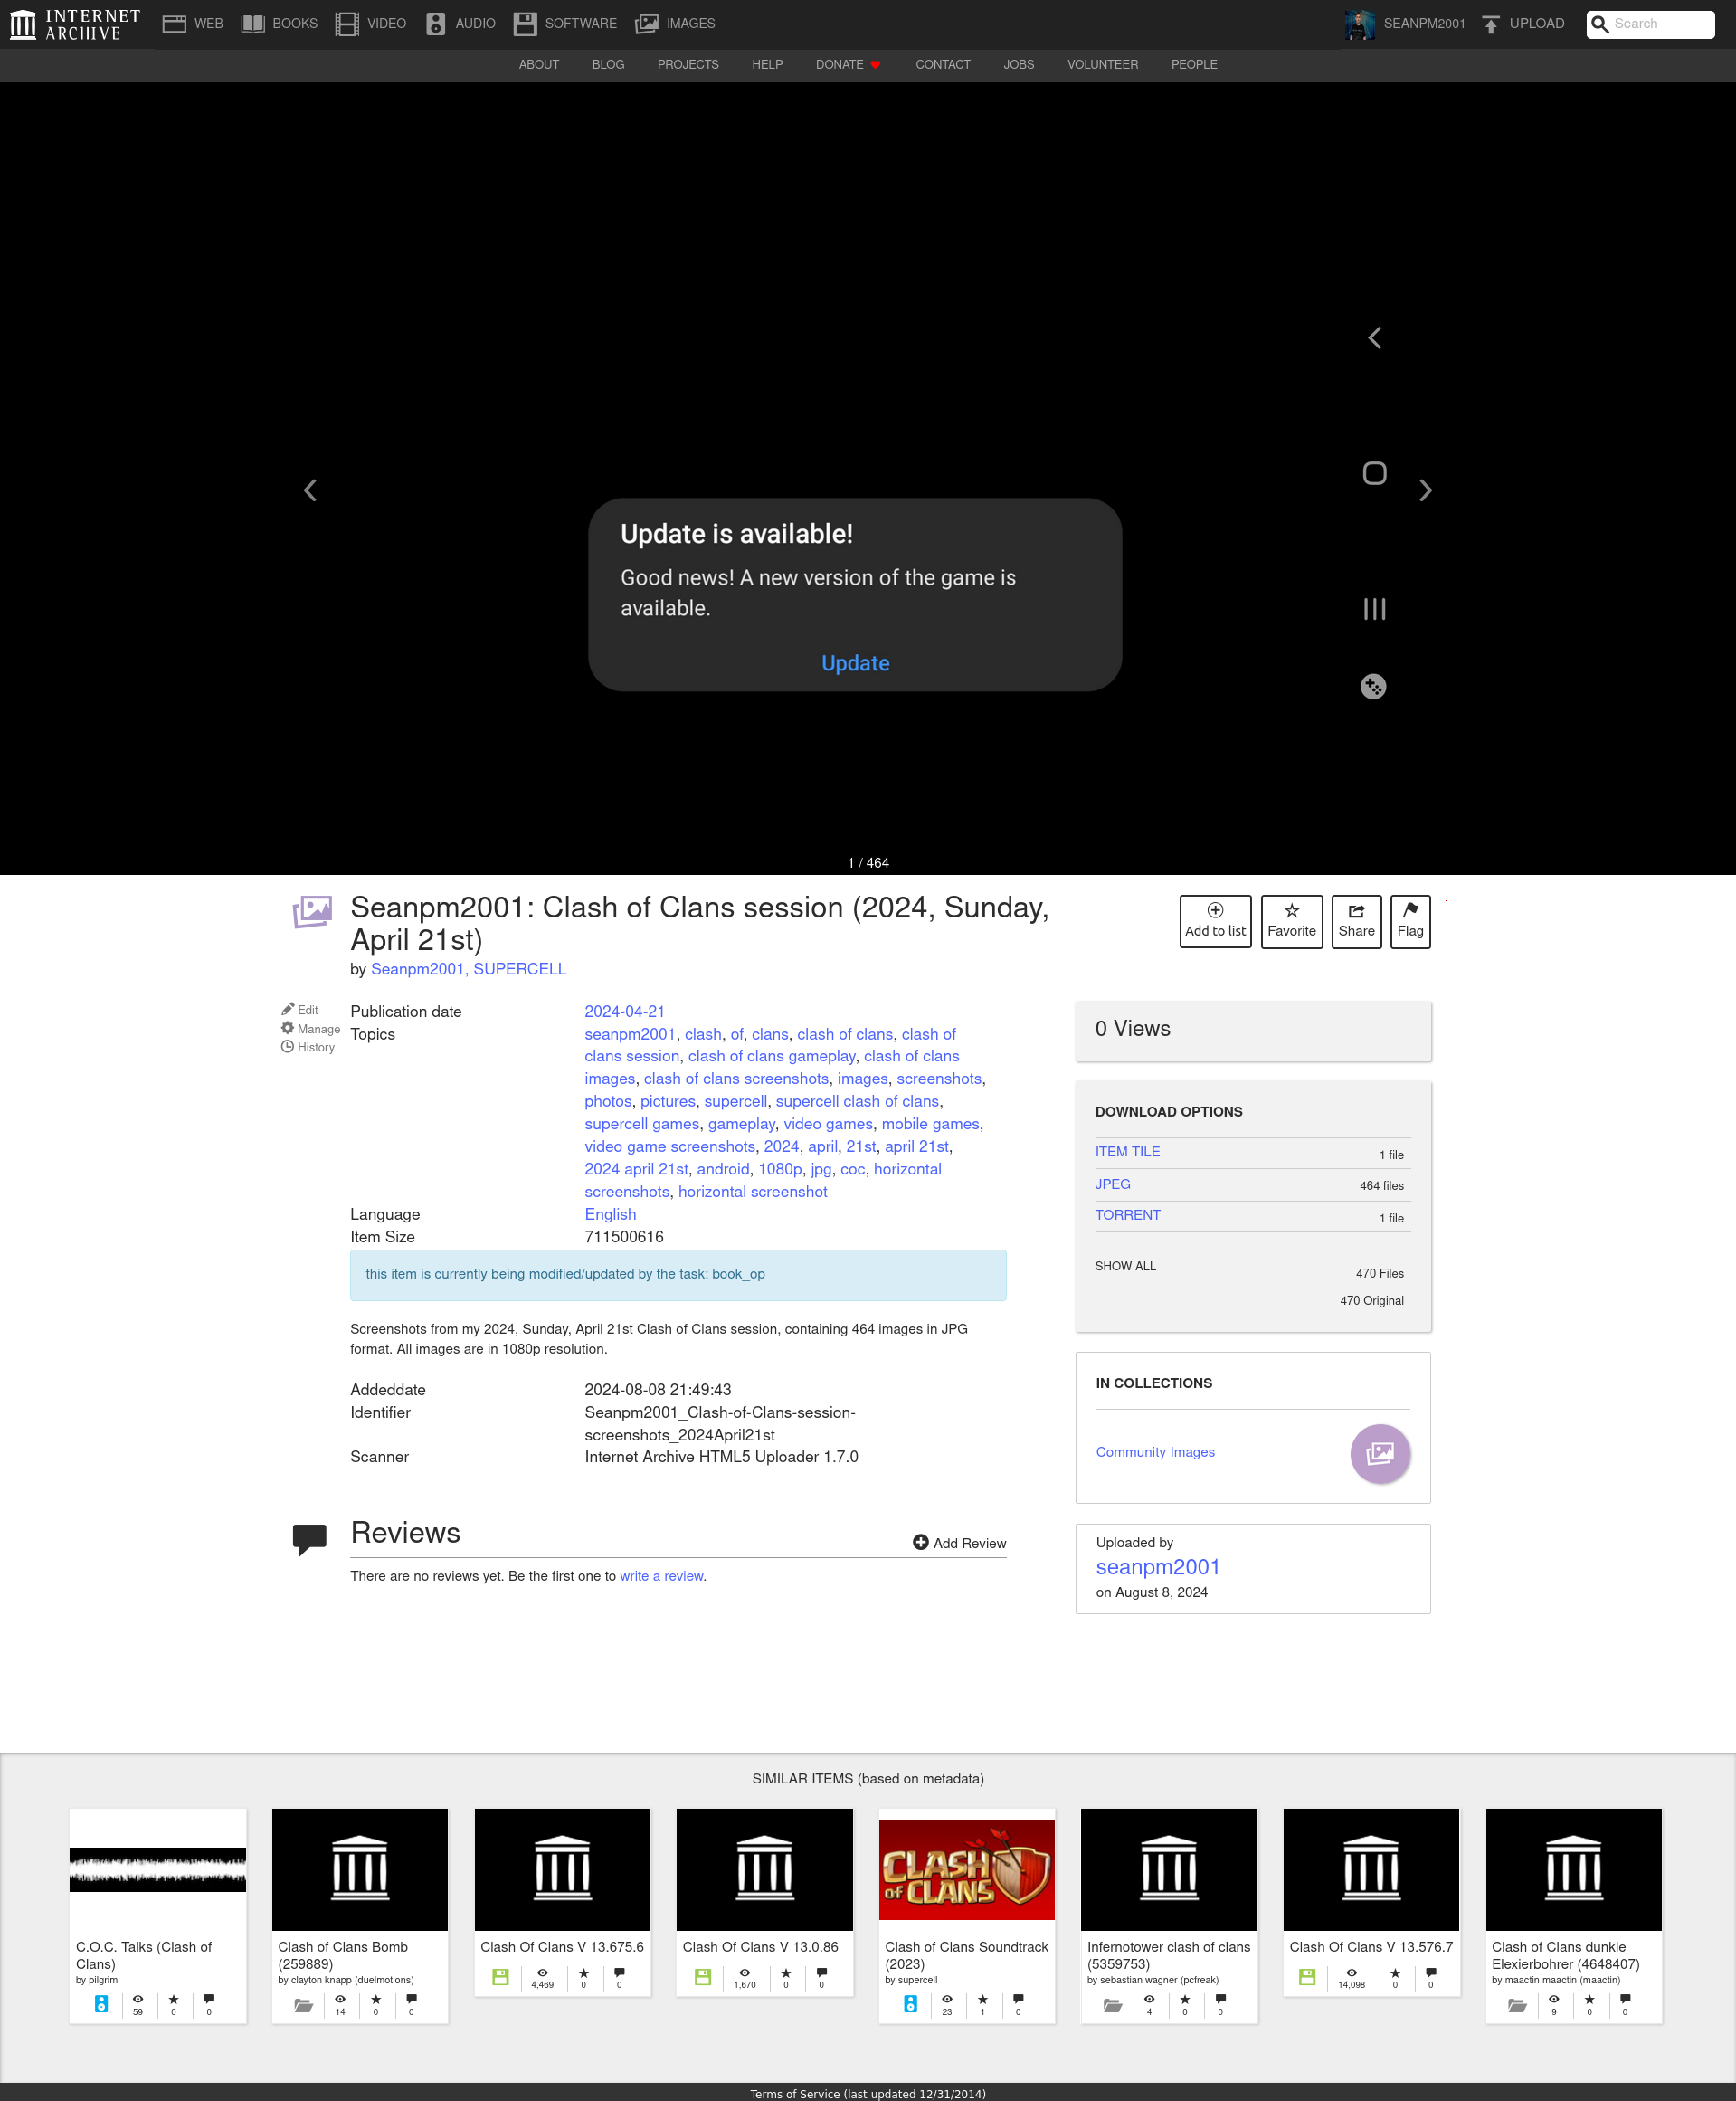 INTERNET
ARCHIVE
WEB
BOOKS
VIDEO
AUDIO
SOFTWARE
IMAGES
SEANPM2001
UPLOAD
Search
ABOUT
BLOG
PROJECTS
HELP
DONATE
CONTACT
JOBS
VOLUNTEER
PEOPLE
Update is available!
Good news! A new version of the game is
available.
Update
1 / 464
Seanpm2001: Clash of Clans session (2024, Sunday,
April 21st)
by Seanpm2001, SUPERCELL
Add to list
Favorite
Share
Flag
Edit
Manage
History
Publication date 2024-04-21
Topics seanpm2001, clash, of, clans, clash of clans, clash of
clans session, clash of clans gameplay, clash of clans
images, clash of clans screenshots, images, screenshots,
photos, pictures, supercell, supercell clash of clans,
supercell games, gameplay, video games, mobile games,
video game screenshots, 2024, april, 21st, april 21st,
2024 april 21st, android, 1080p, jpg, coc, horizontal
screenshots, horizontal screenshot
Language English
Item Size 711500616
this item is currently being modified/updated by the task: book_op
Screenshots from my 2024, Sunday, April 21st Clash of Clans session, containing 464 images in JPG
format. All images are in 1080p resolution.
Addeddate 2024-08-08 21:49:43
Identifier Seanpm2001_Clash-of-Clans-session-
screenshots_2024April21st
Scanner Internet Archive HTML5 Uploader 1.7.0
Reviews
Add Review
There are no reviews yet. Be the first one to write a review.
0 Views
DOWNLOAD OPTIONS
ITEM TILE 1 file
JPEG 464 files
TORRENT 1 file
SHOW ALL 470 Files
470 Original
IN COLLECTIONS
Community Images
Uploaded by
seanpm2001
on August 8, 2024
SIMILAR ITEMS (based on metadata)
C.O.C. Talks (Clash of
Clans)
by pilgrim
59 0 0
Clash of Clans Bomb
(259889)
by clayton knapp (duelmotions)
14 0 0
Clash Of Clans V 13.675.6
4,469 0 0
Clash Of Clans V 13.0.86
1,670 0 0
CLASH
of CLANS
Clash of Clans Soundtrack
(2023)
by supercell
23 1 0
Infernotower clash of clans
(5359753)
by sebastian wagner (pcfreak)
4 0 0
Clash Of Clans V 13.576.7
14,098 0 0
Clash of Clans dunkle
Elexierbohrer (4648407)
by maactin maactin (maactin)
9 0 0
Terms of Service (last updated 12/31/2014)